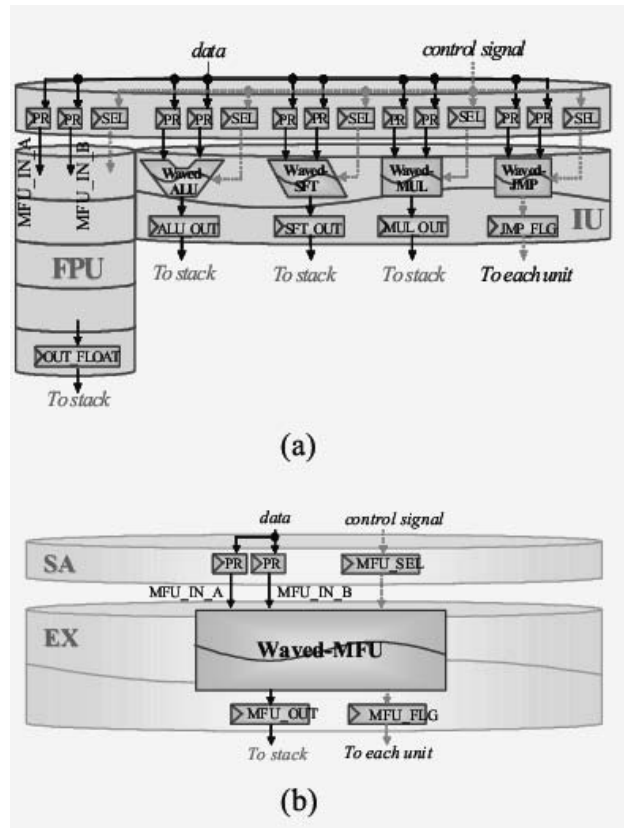 data control signal
PR PR SEL PR PR SEL PR PR SEL PR PR SEL PR PR SEL
MFU_IN_A MFU_IN_B
Waved-ALU Waved-SFT Waved-MUL Waved-JMP
ALU_OUT SFT_OUT MUL_OUT JMP_FLG IU
To stack To stack To stack To each unit
FPU
OUT_FLOAT
To stack
(a)
data control signal
SA PR PR MFU_SEL
MFU_IN_A MFU_IN_B
EX Waved-MFU
MFU_OUT MFU_FLG
To stack To each unit
(b)